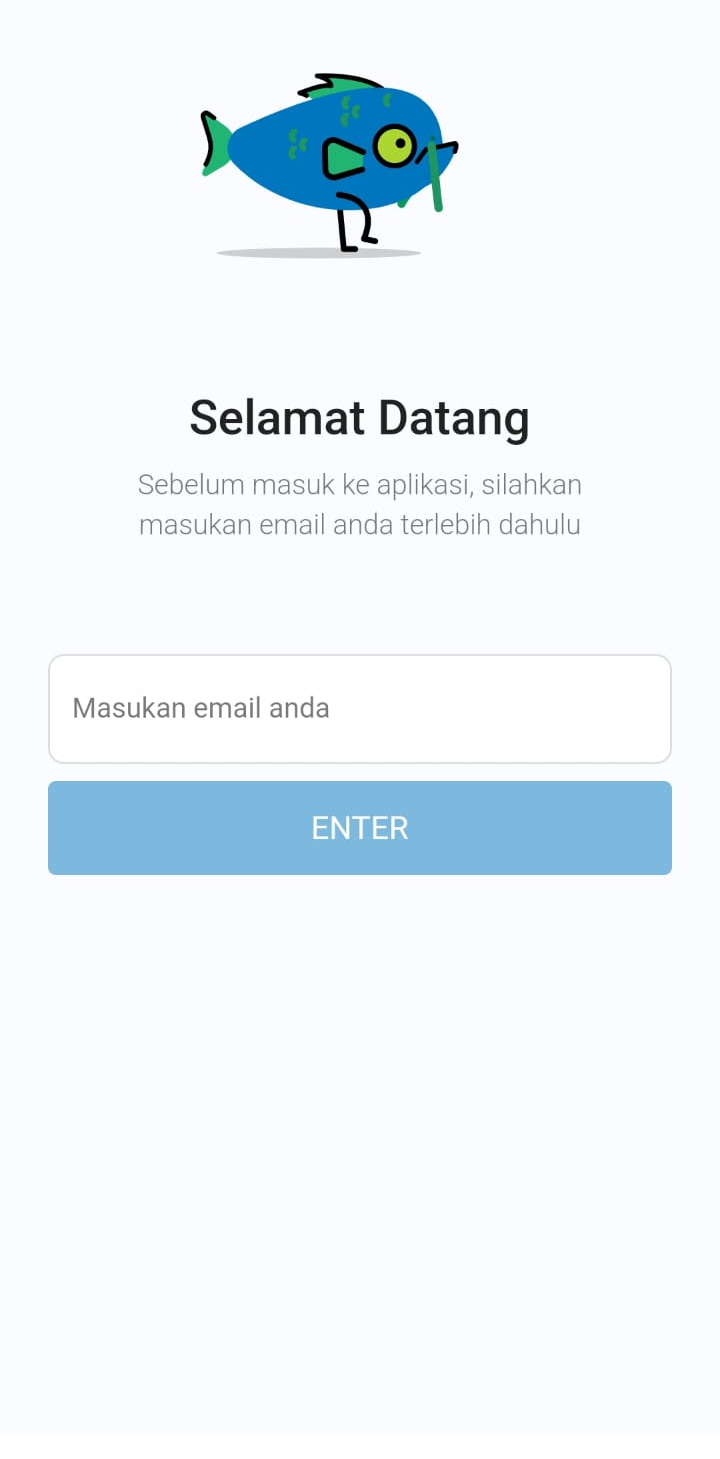 Selamat Datang
Sebelum masuk ke aplikasi, silahkan
masukan email anda terlebih dahulu
Masukan email anda
ENTER